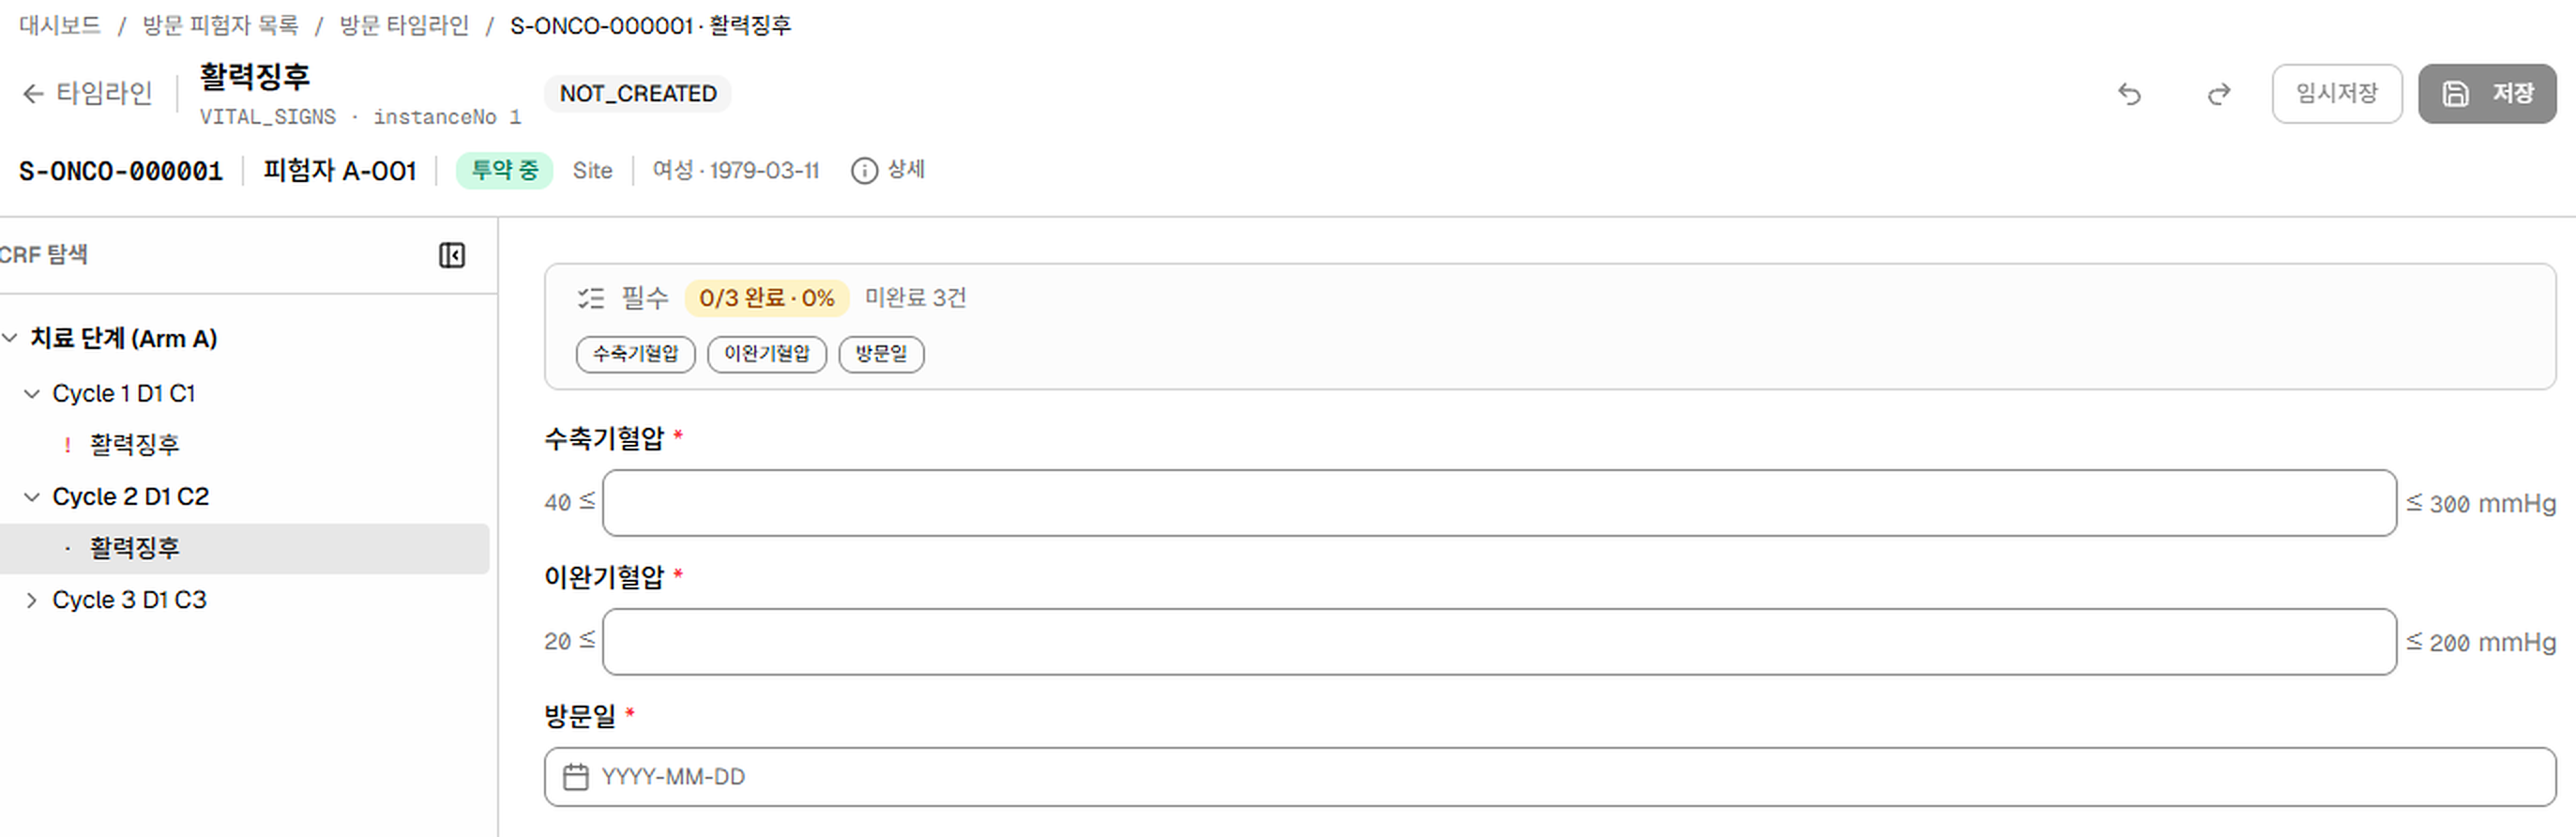 대시보드 / 방문 피험자 목록 / 방문 타임라인 / S-ONCO-000001 · 활력징후
← 타임라인
활력징후
VITAL_SIGNS · instanceNo 1
NOT_CREATED
임시저장
저장
S-ONCO-000001 피험자 A-001 투약 중 Site 여성 · 1979-03-11 상세
CRF 탐색
치료 단계 (Arm A)
Cycle 1 D1 C1
! 활력징후
Cycle 2 D1 C2
· 활력징후
Cycle 3 D1 C3
필수 0/3 완료 · 0% 미완료 3건
수축기혈압 이완기혈압 방문일
수축기혈압 *
40 ≤ ≤ 300 mmHg
이완기혈압 *
20 ≤ ≤ 200 mmHg
방문일 *
YYYY-MM-DD